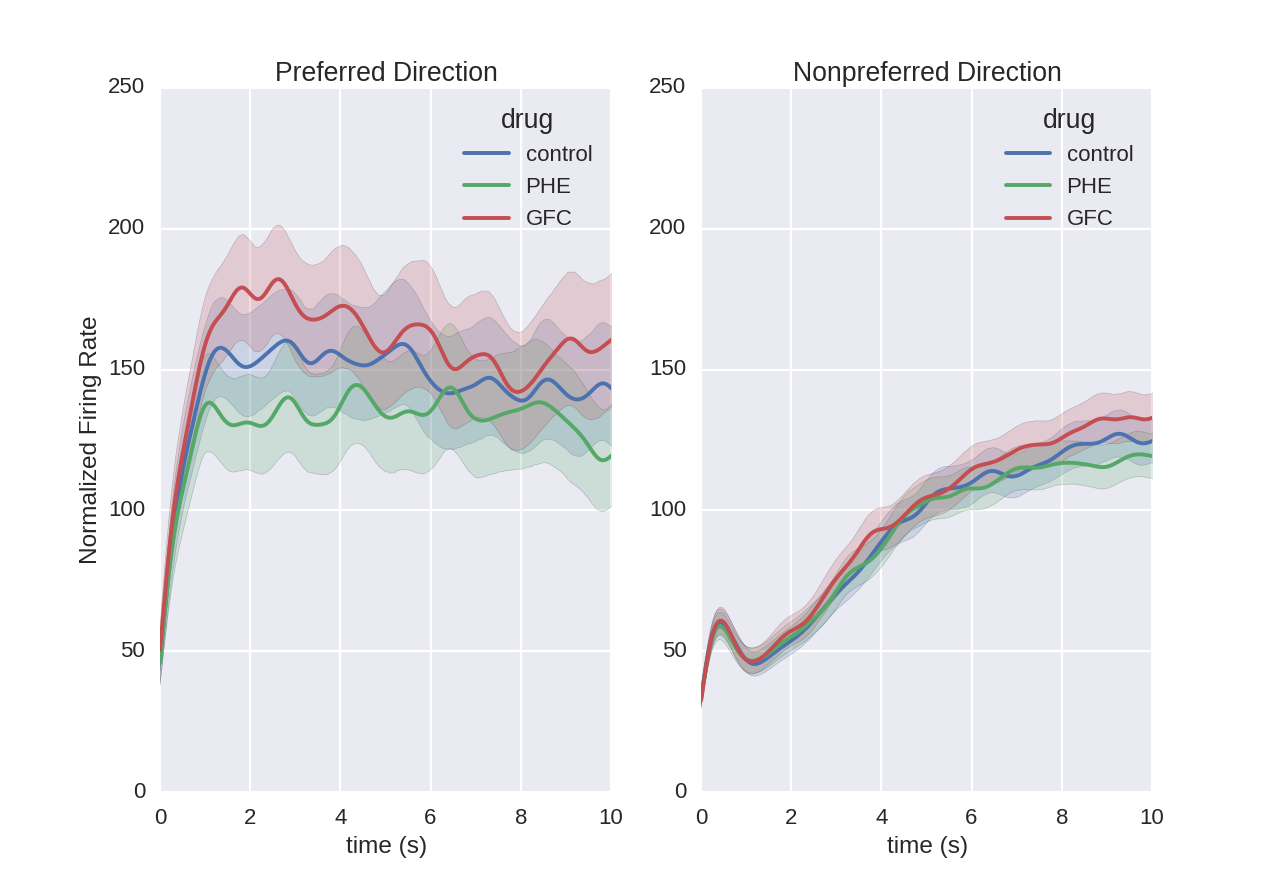 Preferred Direction
250
200
150
100
50
0
Normalized Firing Rate
drug
control
PHE
GFC
0 2 4 6 8 10
time (s)
Nonpreferred Direction
250
200
150
100
50
0
drug
control
PHE
GFC
0 2 4 6 8 10
time (s)